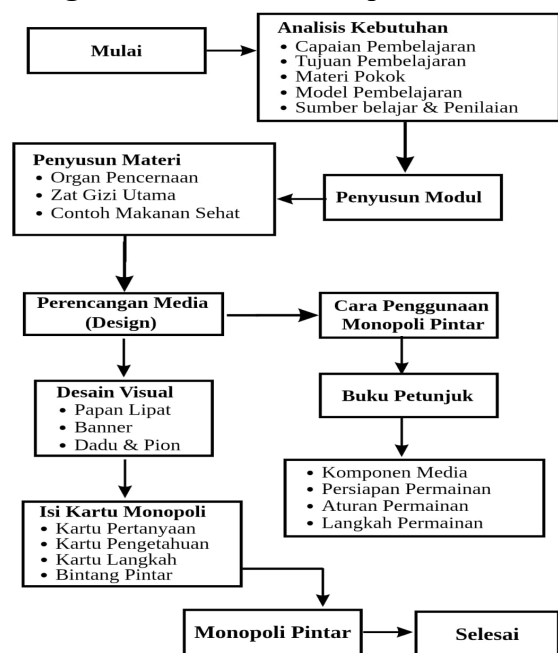 Mulai
Analisis Kebutuhan
• Capaian Pembelajaran
• Tujuan Pembelajaran
• Materi Pokok
• Model Pembelajaran
• Sumber belajar & Penilaian
Penyusun Materi
• Organ Pencernaan
• Zat Gizi Utama
• Contoh Makanan Sehat
Penyusun Modul
Perencangan Media
(Design)
Cara Penggunaan
Monopoli Pintar
Desain Visual
• Papan Lipat
• Banner
• Dadu & Pion
Buku Petunjuk
Isi Kartu Monopoli
• Kartu Pertanyaan
• Kartu Pengetahuan
• Kartu Langkah
• Bintang Pintar
• Komponen Media
• Persiapan Permainan
• Aturan Permainan
• Langkah Permainan
Monopoli Pintar
Selesai